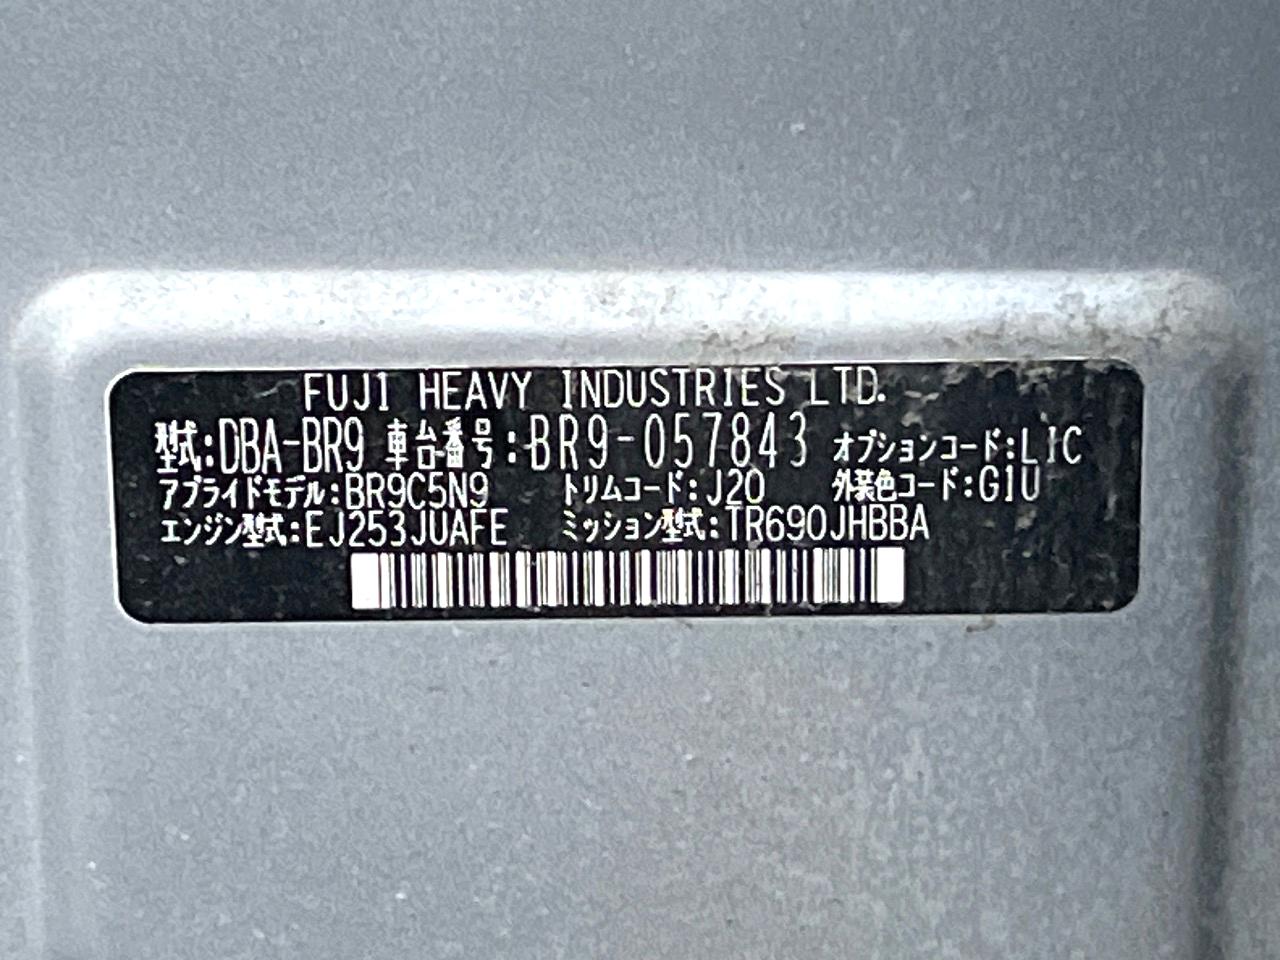 FUJI HEAVY INDUSTRIES LTD.
型式:DBA-BR9 車台番号:BR9-057843 オプションコード:LIC
アプライドモデル:BR9C5N9 トリムコード:J20 外装色コード:G1U
エンジン型式:EJ253JUAFE ミッション型式:TR690JHBBA